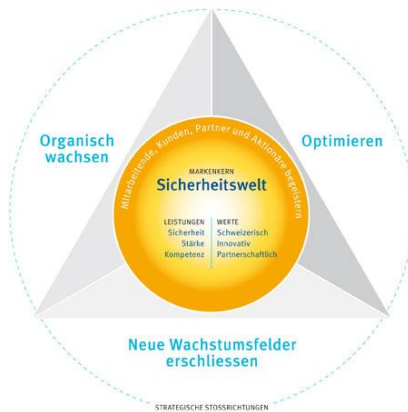 Organisch
wachsen
Optimieren
Mitarbeitende, Kunden, Partner und Aktionäre begeistern
MARKENKERN
Sicherheitswelt
LEISTUNGEN WERTE
Sicherheit Schweizerisch
Stärke Innovativ
Kompetenz Partnerschaftlich
Neue Wachstumsfelder
erschliessen
STRATEGISCHE STOSSRICHTUNGEN